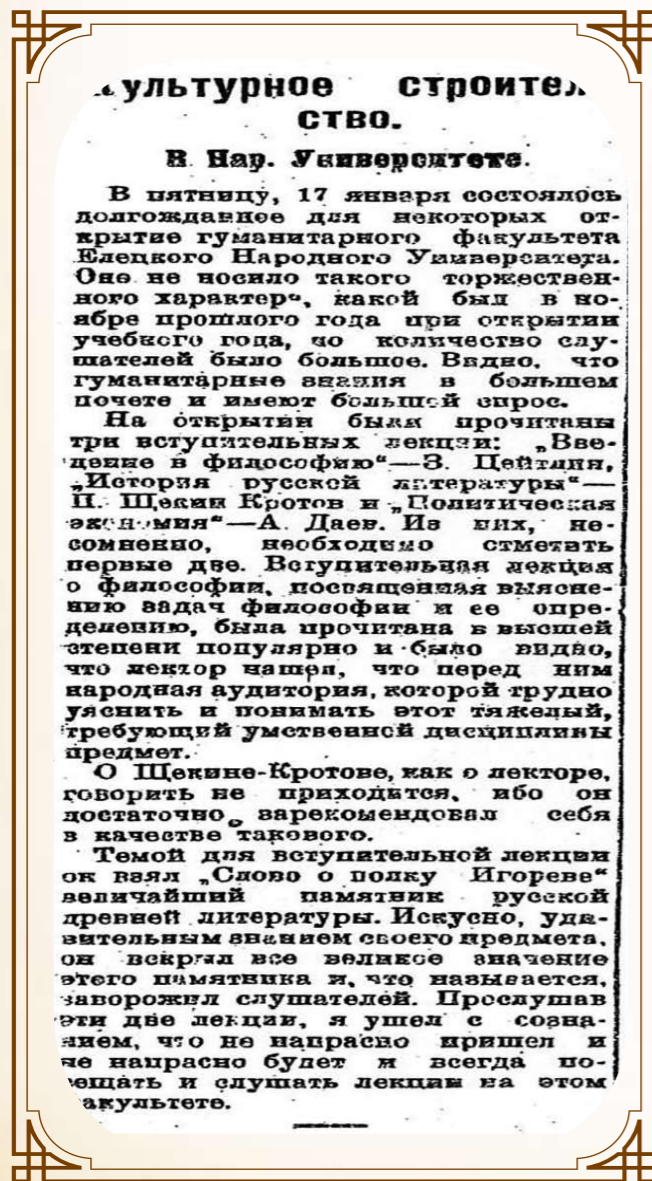 ультурное строител
ство.
В Нар. Университете.
В пятницу, 17 января состоялось
долгожданное для некоторых от-
крытие гуманитарного факультета
Елецкого Народного Университета.
Оно не носило такого торжествен-
ного характера, какой был в но-
ябре прошлого года при открытии
учебного года, но количество слу-
шателей было большое. Видно, что
гуманитарные знания в большем
почете и имеют большой спрос.
На открытии были прочитаны
три вступительных лекции: „Вве-
дение в философию“—З. Цейтлин,
„История русской литературы“—
П. Щекин Кротов и „Политическая
экономия“—А. Даев. Из них, не-
сомненно, необходимо отметить
первые две. Вступительная лекция
о философии, посвященная выясне-
нию задач философии и ее опре-
делению, была прочитана в высшей
степени популярно и было видно,
что лектор нашел, что перед ним
народная аудитория, которой трудно
уяснить и понимать этот тяжелый,
требующий умственной дисциплины
предмет.
О Щекине-Кротове, как о лекторе,
говорить не приходится, ибо он
достаточно зарекомендовал себя
в качестве такового.
Темой для вступительной лекции
он взял „Слово о полку Игореве“
величайший памятник русской
древней литературы. Искусно, уди-
вительным знанием своего предмета,
он вскрыл все великое значение
этого памятника и, что называется,
заворожил слушателей. Прослушав
эти две лекции, я ушел с созна-
нием, что не напрасно пришел и
не напрасно будет и всегда по-
сещать и слушать лекции на этом
акультете.